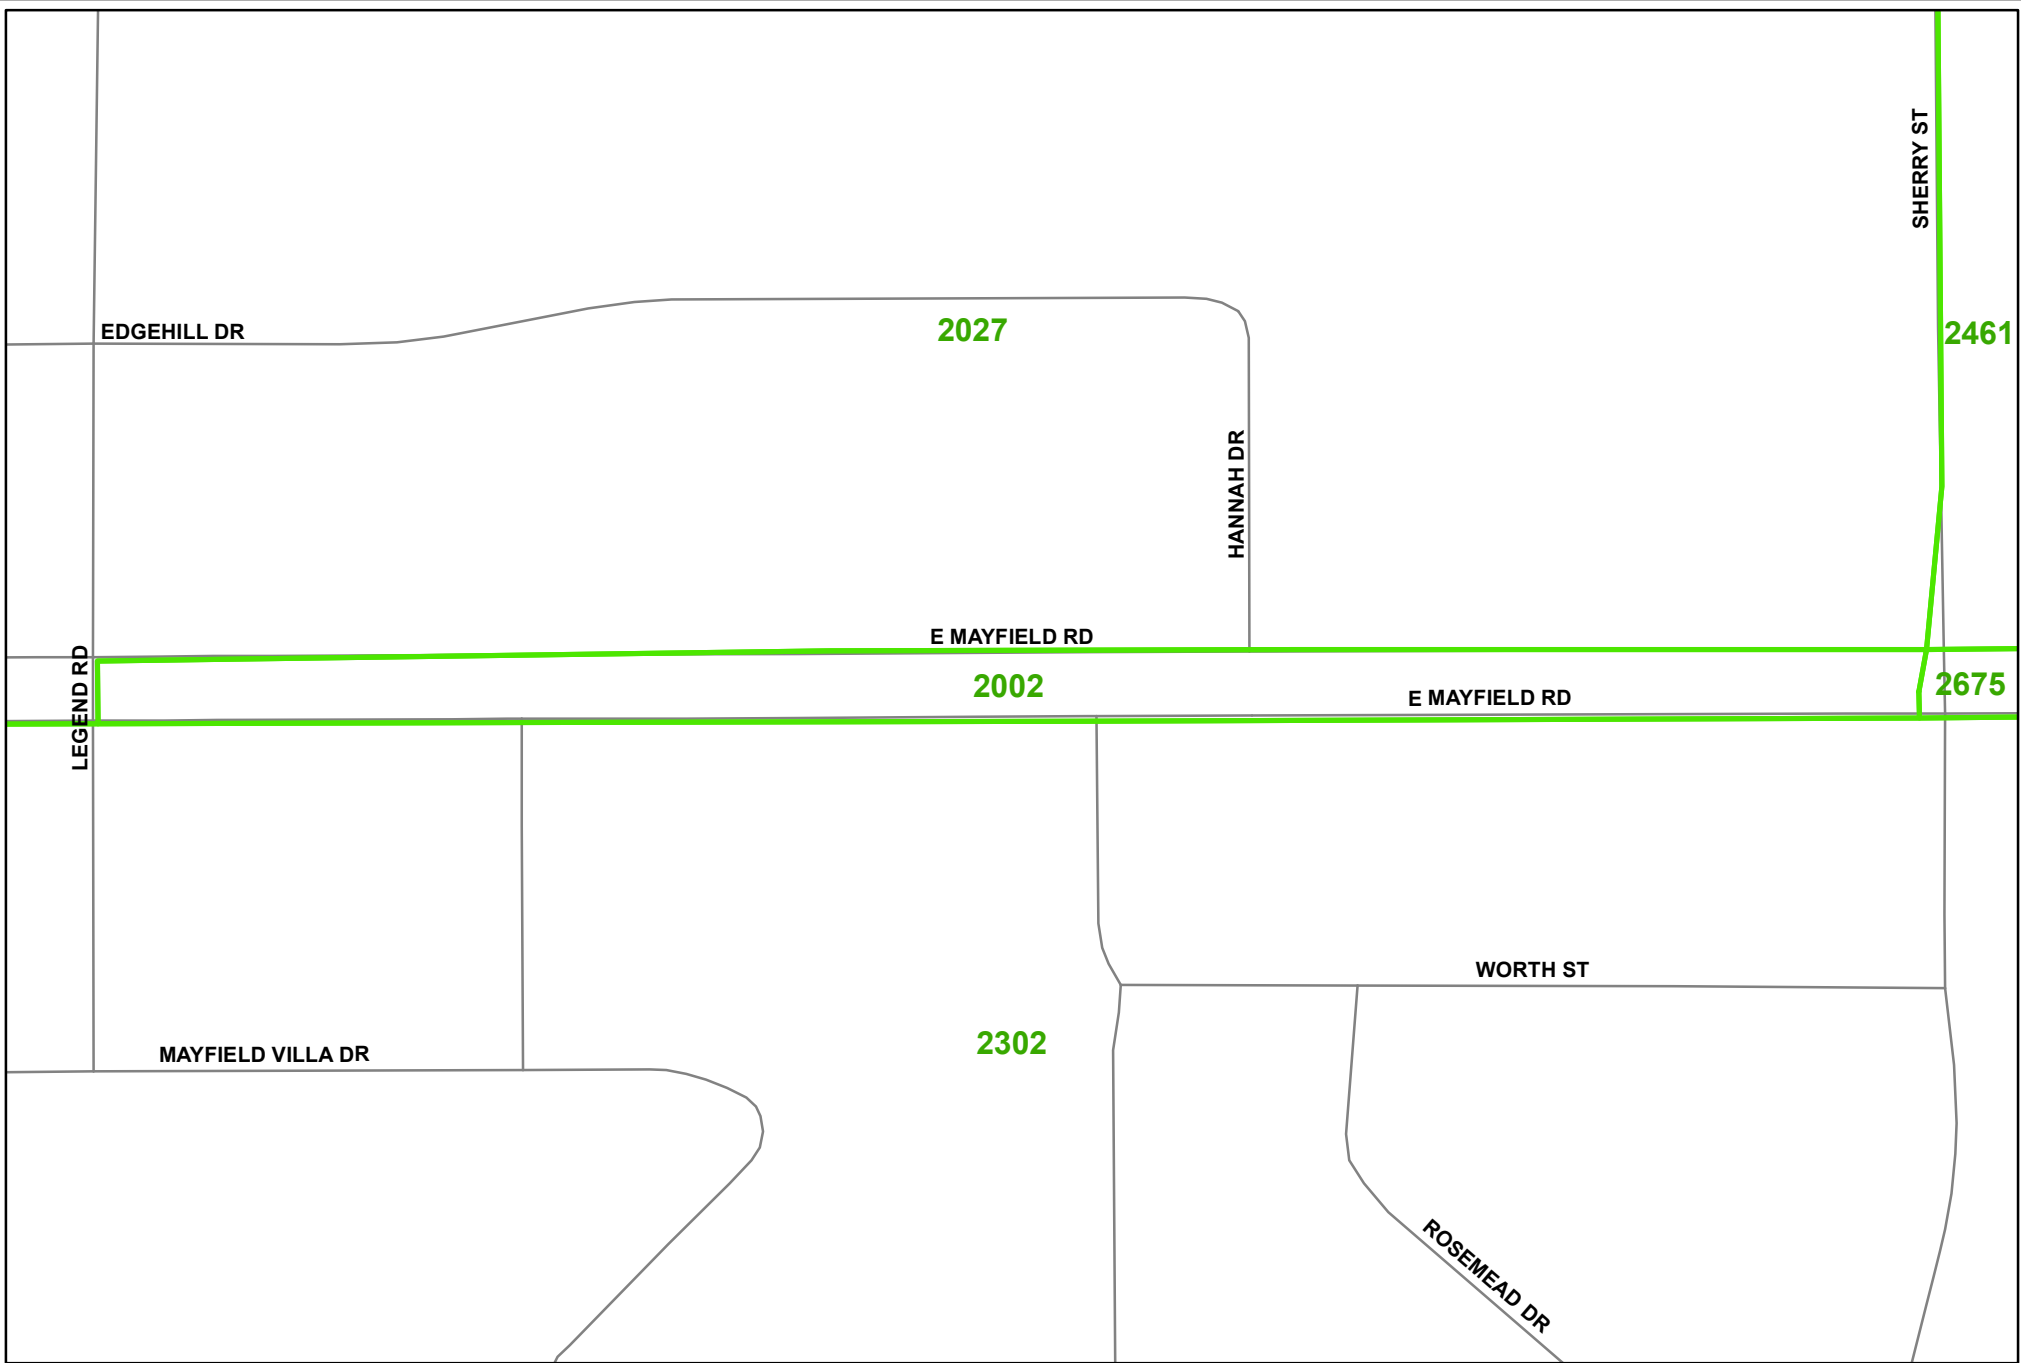 SHERRY ST
EDGEHILL DR
2027
2461
HANNAH DR
E MAYFIELD RD
LEGEND RD
2002
E MAYFIELD RD
2675
WORTH ST
2302
MAYFIELD VILLA DR
ROSEMEAD DR